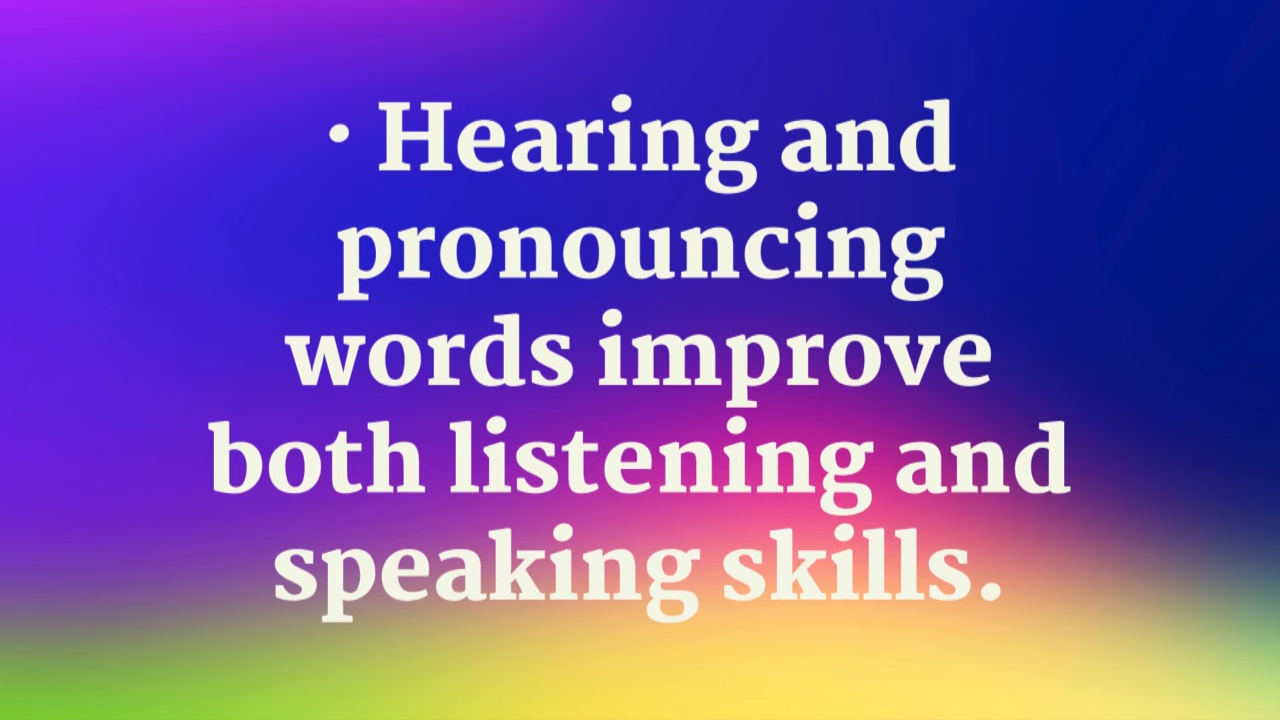 · Hearing and
pronouncing
words improve
both listening and
speaking skills.